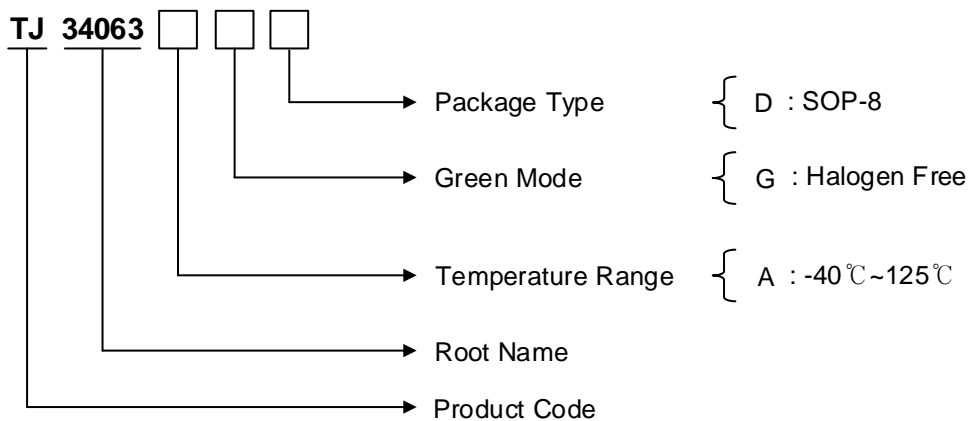 TJ 34063
Package Type D : SOP-8
Green Mode G : Halogen Free
Temperature Range A : -40℃~125℃
Root Name
Product Code